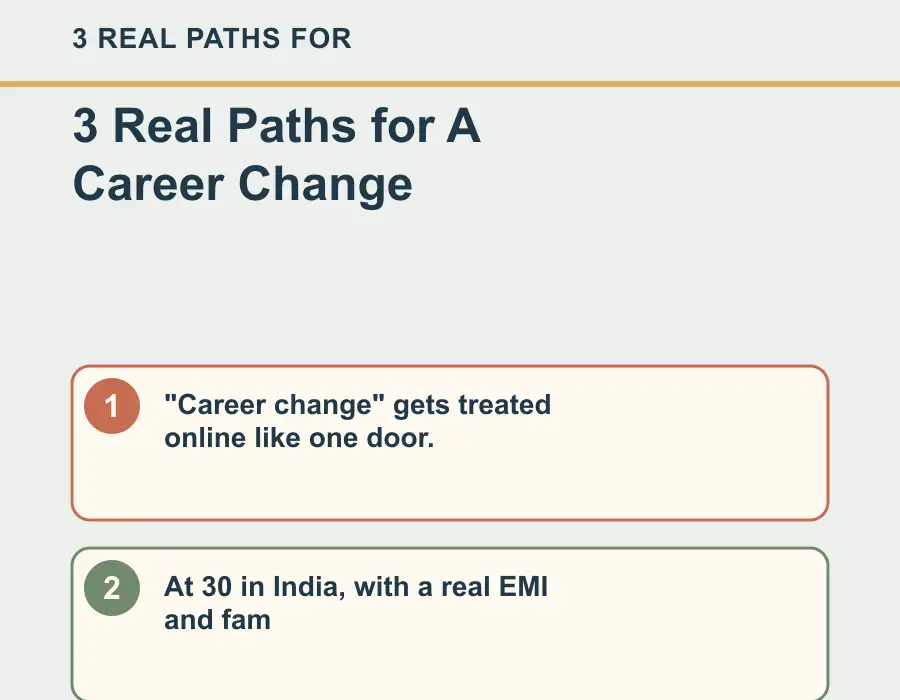 3 REAL PATHS FOR
3 Real Paths for A
Career Change
1
"Career change" gets treated
online like one door.
2
At 30 in India, with a real EMI
and fam